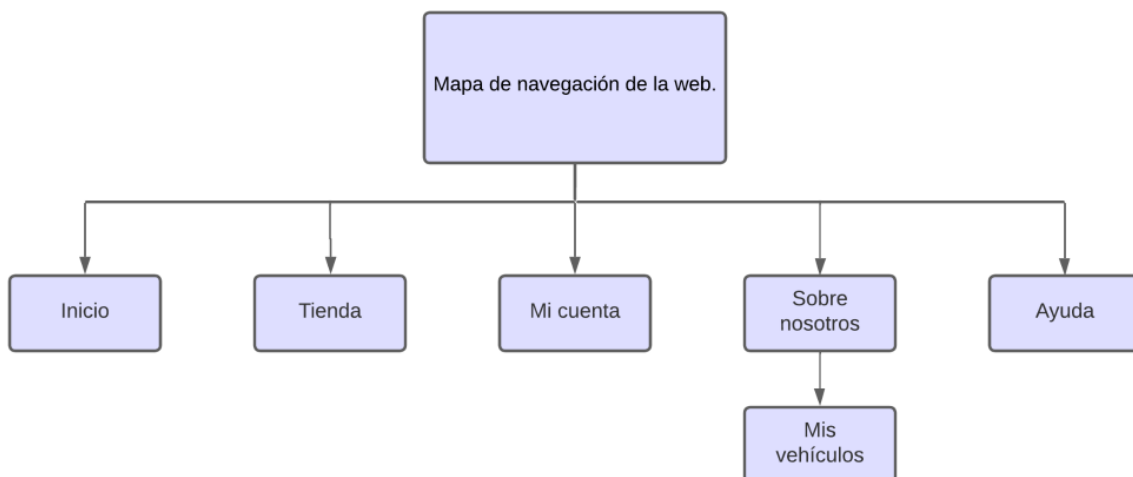 Mapa de navegación de la web.
Inicio
Tienda
Mi cuenta
Sobre
nosotros
Ayuda
Mis
vehículos